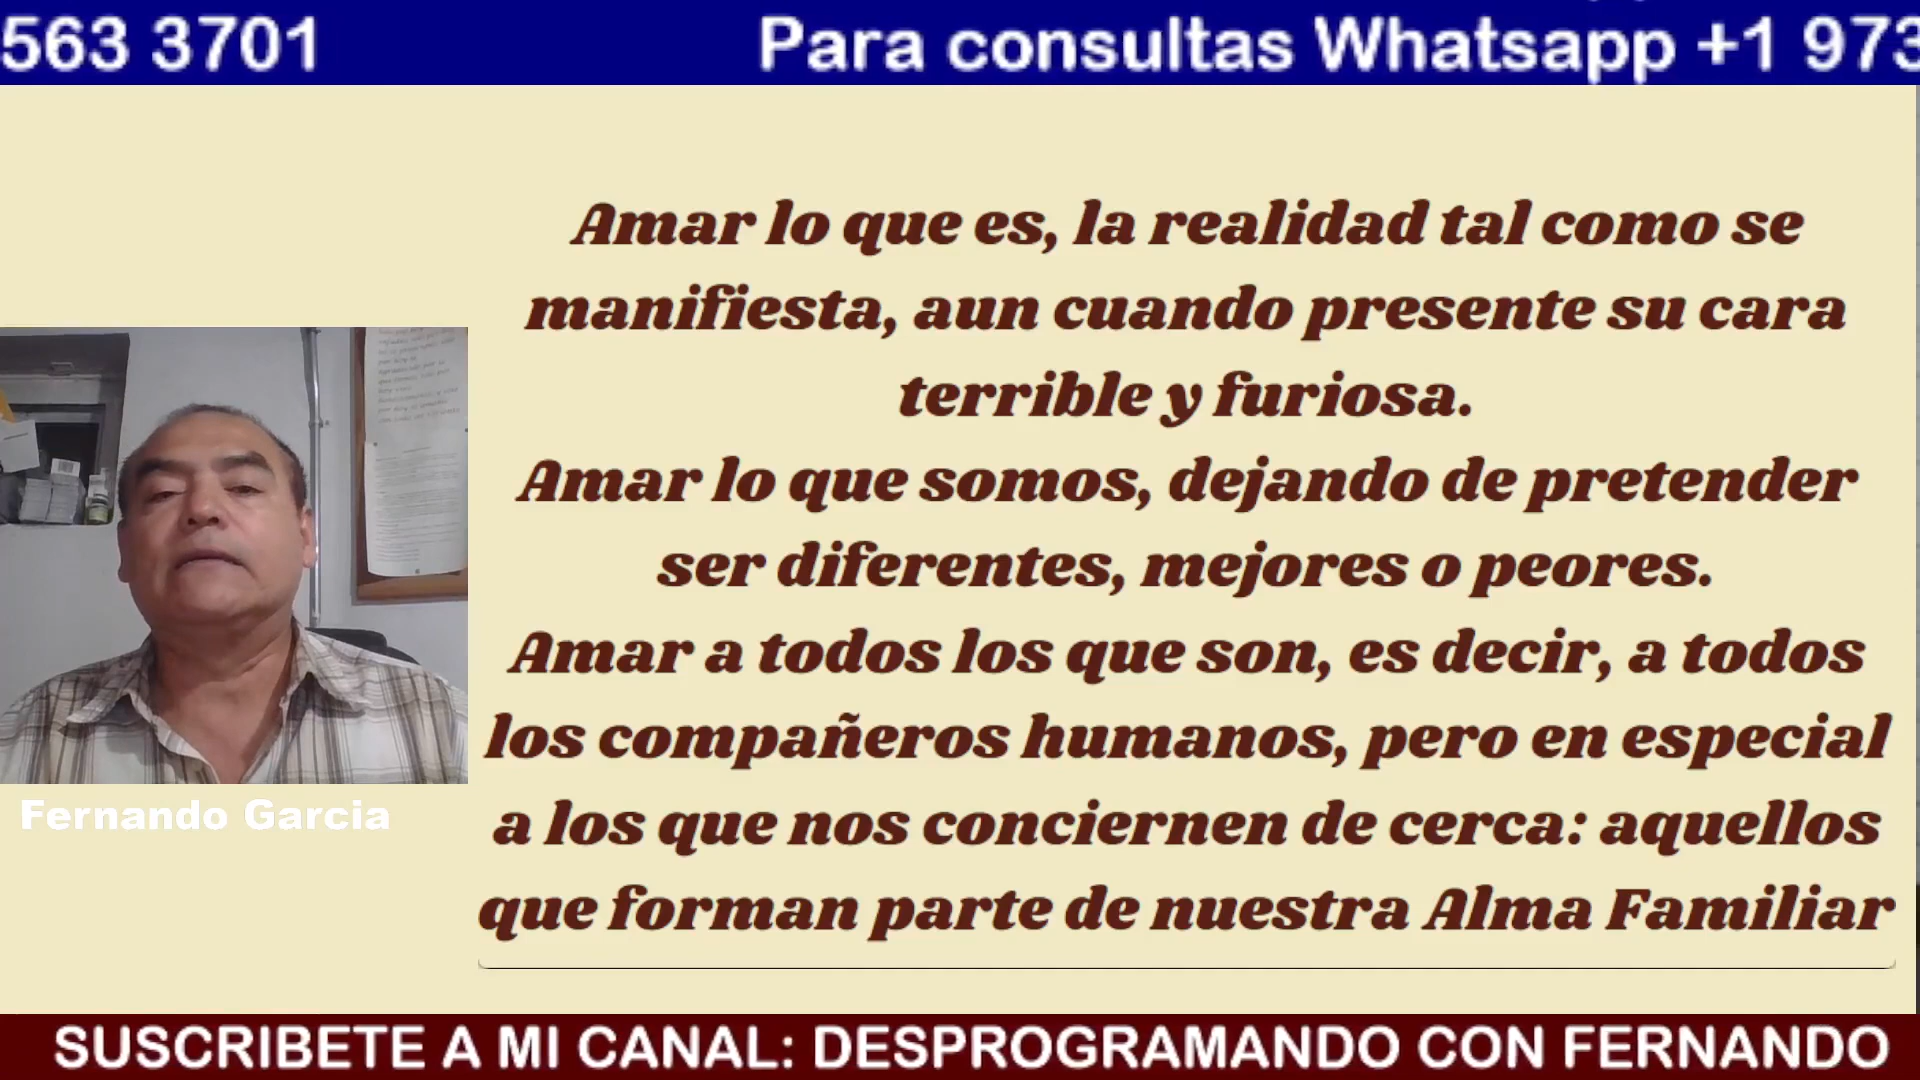 563 3701 Para consultas Whatsapp +1 973
Amar lo que es, la realidad tal como se
manifiesta, aun cuando presente su cara
terrible y furiosa.
Amar lo que somos, dejando de pretender
ser diferentes, mejores o peores.
Amar a todos los que son, es decir, a todos
los compañeros humanos, pero en especial
a los que nos conciernen de cerca: aquellos
que forman parte de nuestra Alma Familiar
Fernando Garcia
SUSCRIBETE A MI CANAL: DESPROGRAMANDO CON FERNANDO